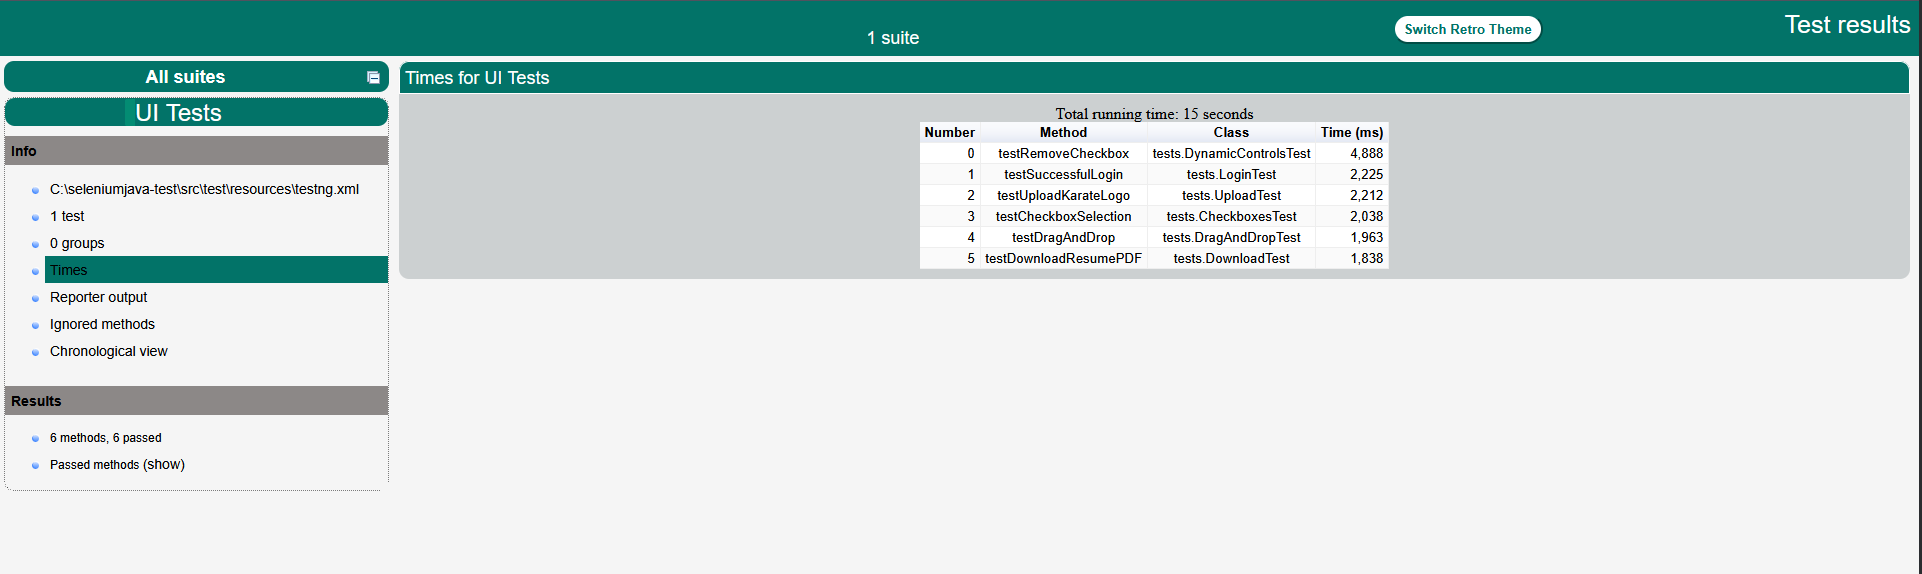 1 suite
Switch Retro Theme
Test results
All suites
UI Tests
Info
C:\seleniumjava-test\src\test\resources\testng.xml
1 test
0 groups
Times
Reporter output
Ignored methods
Chronological view
Results
6 methods, 6 passed
Passed methods (show)
Times for UI Tests
Total running time: 15 seconds
Number Method Class Time (ms)
0 testRemoveCheckbox tests.DynamicControlsTest 4,888
1 testSuccessfulLogin tests.LoginTest 2,225
2 testUploadKarateLogo tests.UploadTest 2,212
3 testCheckboxSelection tests.CheckboxesTest 2,038
4 testDragAndDrop tests.DragAndDropTest 1,963
5 testDownloadResumePDF tests.DownloadTest 1,838